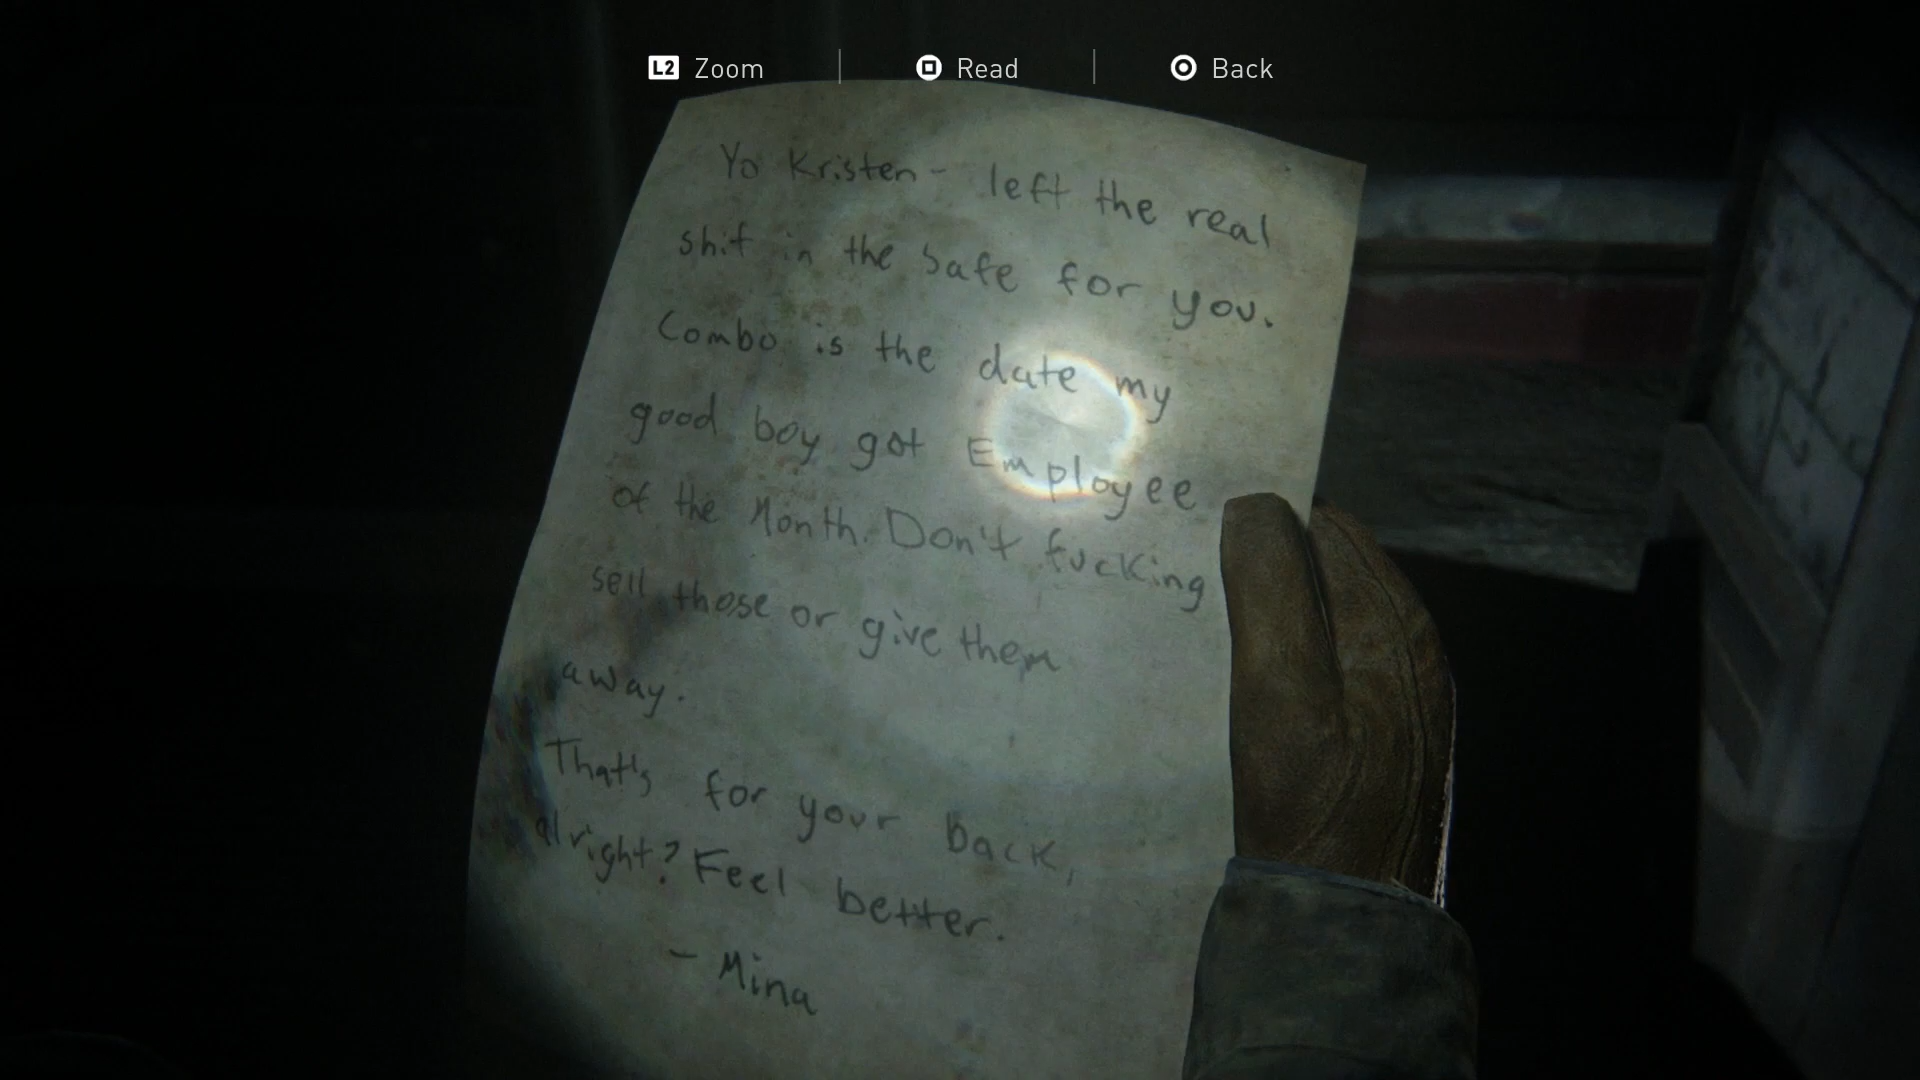 L2 Zoom Read Back
Yo Kristen - left the real
shit in the safe for you.
Combo is the date my
good boy got Employee
of the Month. Don't fucking
sell those or give them
away.
That's for your back,
alright? Feel better.
- Mina